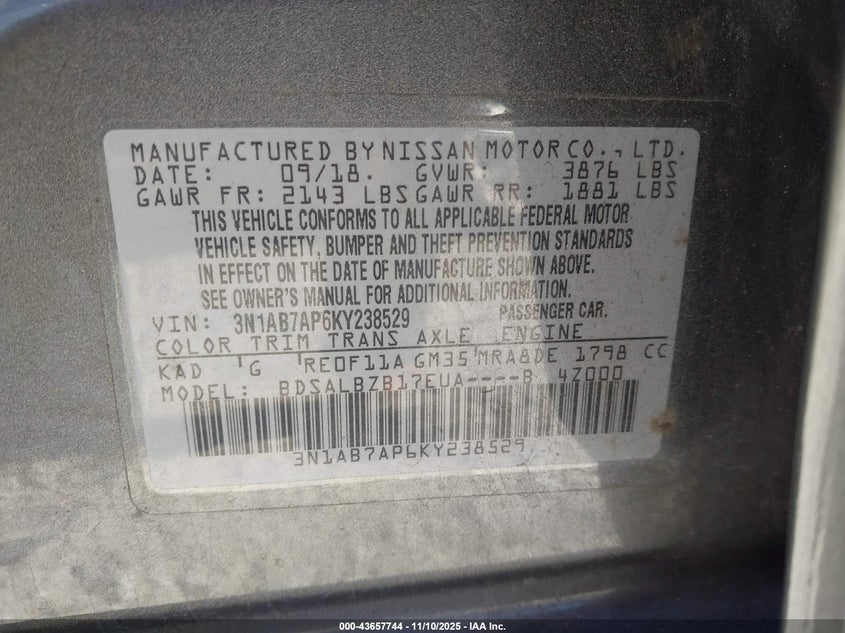 MANUFACTURED BY NISSAN MOTOR CO., LTD.
DATE: 09/18. GVWR: 3876 LBS
GAWR FR: 2143 LBS GAWR RR: 1881 LBS
THIS VEHICLE CONFORMS TO ALL APPLICABLE FEDERAL MOTOR
VEHICLE SAFETY, BUMPER AND THEFT PREVENTION STANDARDS
IN EFFECT ON THE DATE OF MANUFACTURE SHOWN ABOVE.
SEE OWNER'S MANUAL FOR ADDITIONAL INFORMATION.
VIN: 3N1AB7AP6KY238529 PASSENGER CAR.
COLOR TRIM TRANS AXLE ENGINE
KAD G RE0F11A GM35 MRA8DE 1798 CC
MODEL: BDSALBZB17EUA----B 4Z000
3N1AB7AP6KY238529
000-43657744 - 11/10/2025 - IAA Inc.